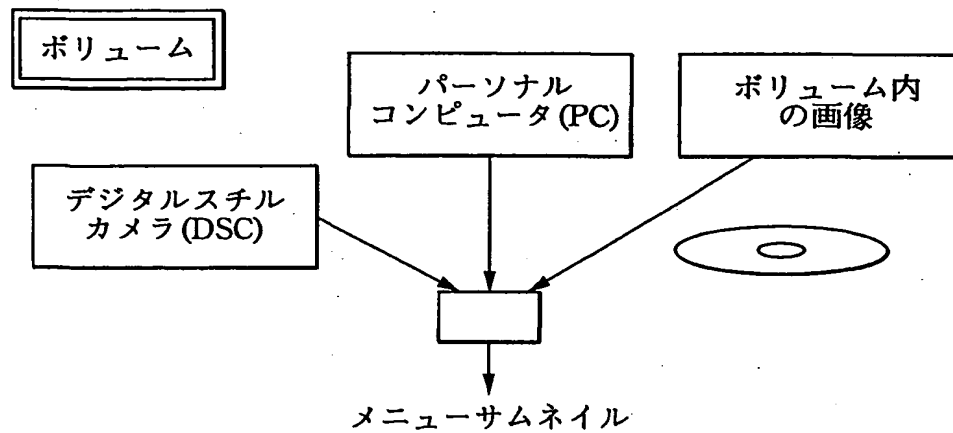 ボリューム
パーソナル
コンピュータ(PC)
ボリューム内
の画像
デジタルスチル
カメラ(DSC)
メニューサムネイル